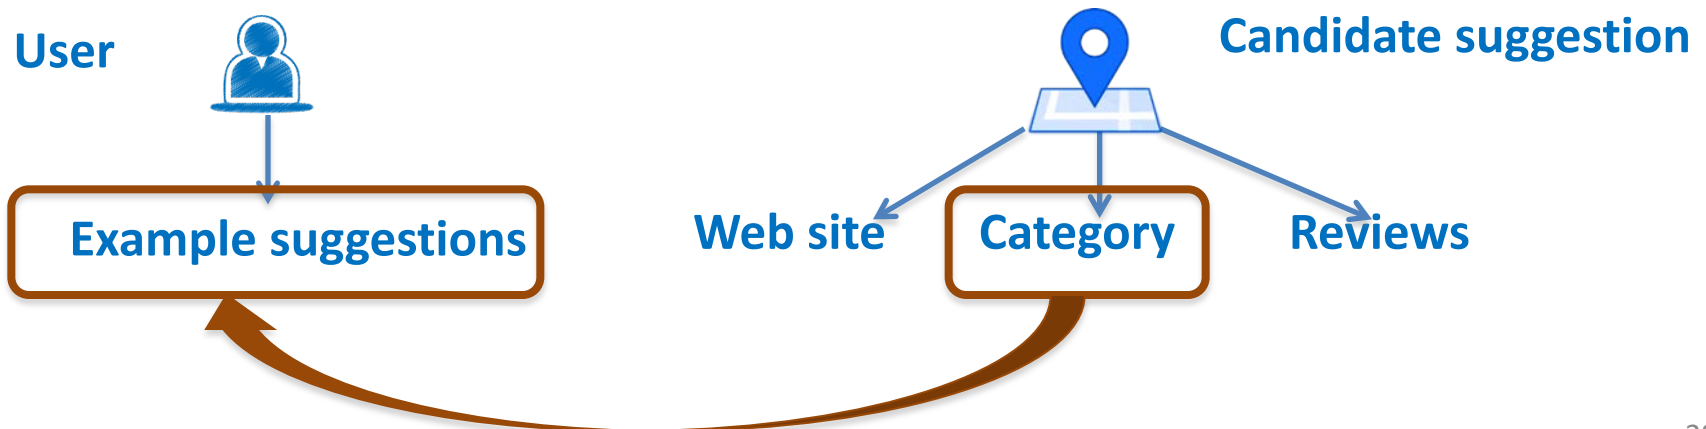 User
Candidate suggestion
Example suggestions
Web site
Category
Reviews